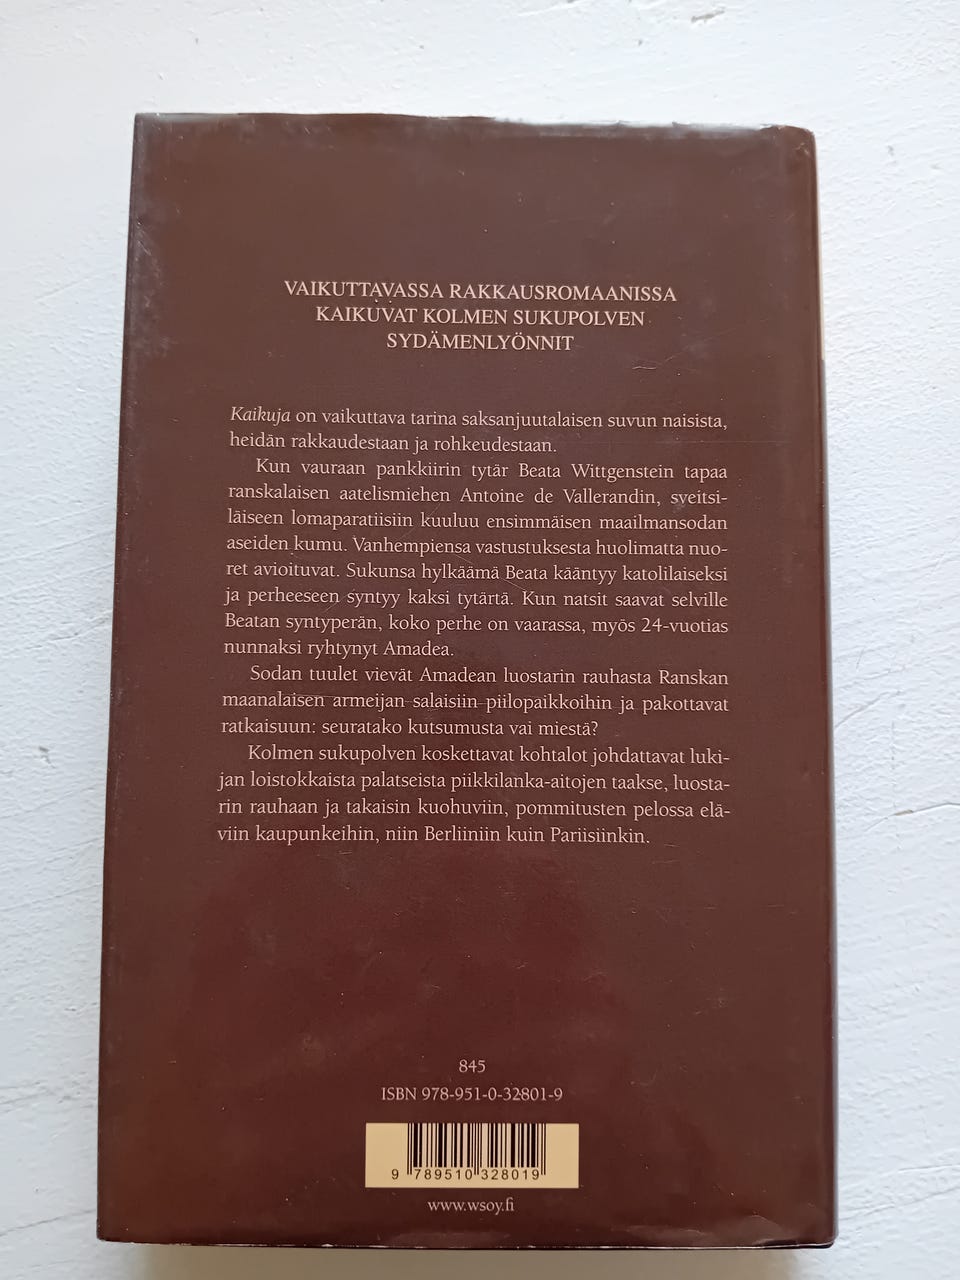 VAIKUTTAVASSA RAKKAUSROMAANISSA
KAIKUVAT KOLMEN SUKUPOLVEN
SYDÄMENLYÖNNIT
Kaikuja on vaikuttava tarina saksanjuutalaisen suvun naisista,
heidän rakkaudestaan ja rohkeudestaan.
Kun vauraan pankkiirin tytär Beata Wittgenstein tapaa
ranskalaisen aatelismiehen Antoine de Vallerandin, sveitsi-
läiseen lomaparatiisiin kuuluu ensimmäisen maailmansodan
aseiden kumu. Vanhempiensa vastustuksesta huolimatta nuo-
ret avioituvat. Sukunsa hylkäämä Beata kääntyy katolilaiseksi
ja perheeseen syntyy kaksi tytärtä. Kun natsit saavat selville
Beatan syntyperän, koko perhe on vaarassa, myös 24-vuotias
nunnaksi ryhtynyt Amadea.
Sodan tuulet vievät Amadean luostarin rauhasta Ranskan
maanalaisen armeijan salaisiin piilopaikkoihin ja pakottavat
ratkaisuun: seuratako kutsumusta vai miestä?
Kolmen sukupolven koskettavat kohtalot johdattavat luki-
jan loistokkaista palatseista piikkilanka-aitojen taakse, luosta-
rin rauhaan ja takaisin kuohuviin, pommitusten pelossa elä-
viin kaupunkeihin, niin Berliiniin kuin Pariisiinkin.
845
ISBN 978-951-0-32801-9
9 789510 328019
www.wsoy.fi